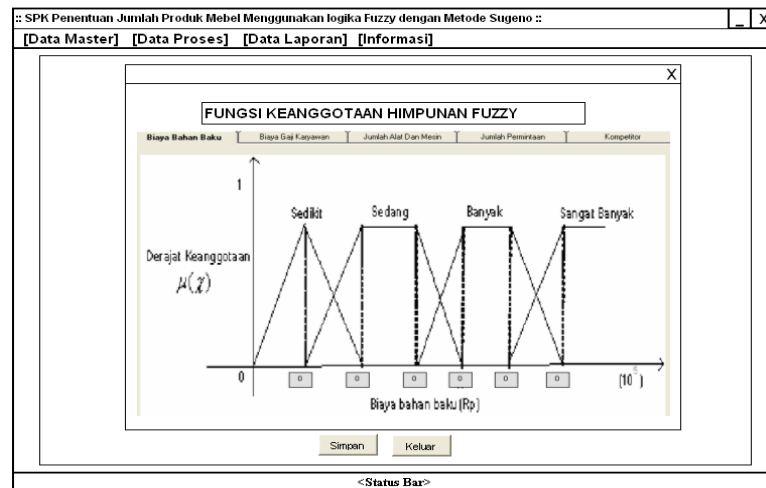 :: SPK Penentuan Jumlah Produk Mebel Menggunakan logika Fuzzy dengan Metode Sugeno :: _ X
[Data Master] [Data Proses] [Data Laporan] [Informasi]
X
FUNGSI KEANGGOTAAN HIMPUNAN FUZZY
Biaya Bahan Baku Biaya Gaji Karyawan Jumlah Alat Dan Mesin Jumlah Permintaan Kompetitor
1
Sedikit Sedang Banyak Sangat Banyak
Derajat Keanggotaan
μ(χ)
0 0 0 0 0 0 0 (10⁵)
Biaya bahan baku (Rp)
Simpan Keluar
<Status Bar>